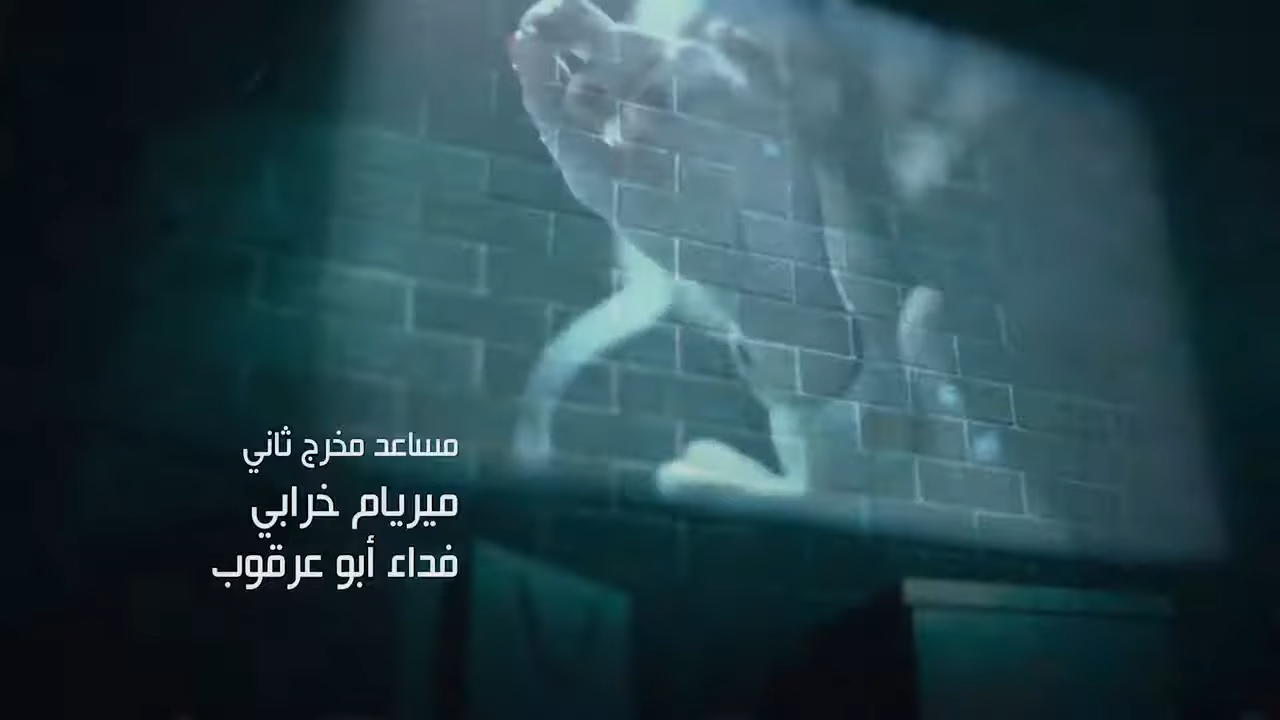 مساعد مخرج ثاني
ميريام خرابي
فداء أبو عرقوب